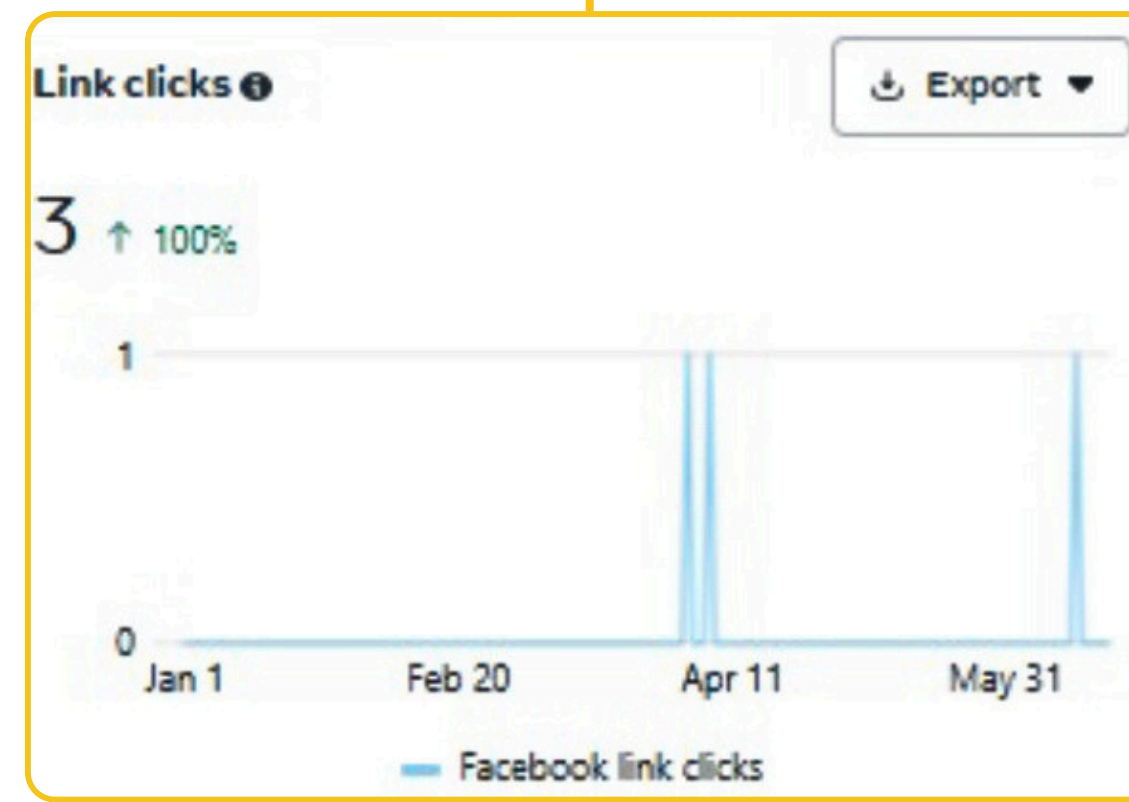 Link clicks
Export
3 ↑ 100%
1
0
Jan 1 Feb 20 Apr 11 May 31
Facebook link clicks